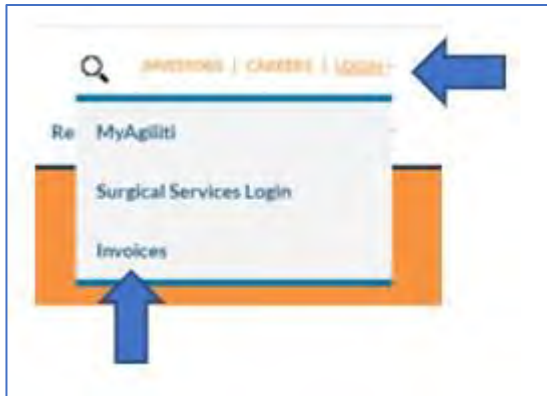 INVESTORS | CAREERS | LOGIN
Re MyAgiliti
Surgical Services Login
Invoices